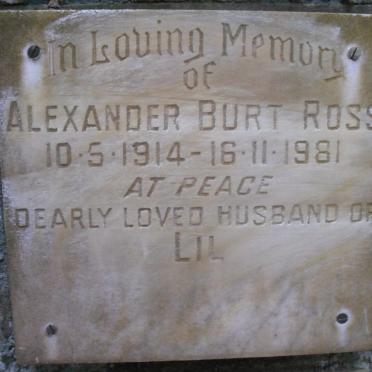 In Loving Memory
of
ALEXANDER BURT ROSS
10·5·1914-16·11·1981
AT PEACE
DEARLY LOVED HUSBAND OF
LIL